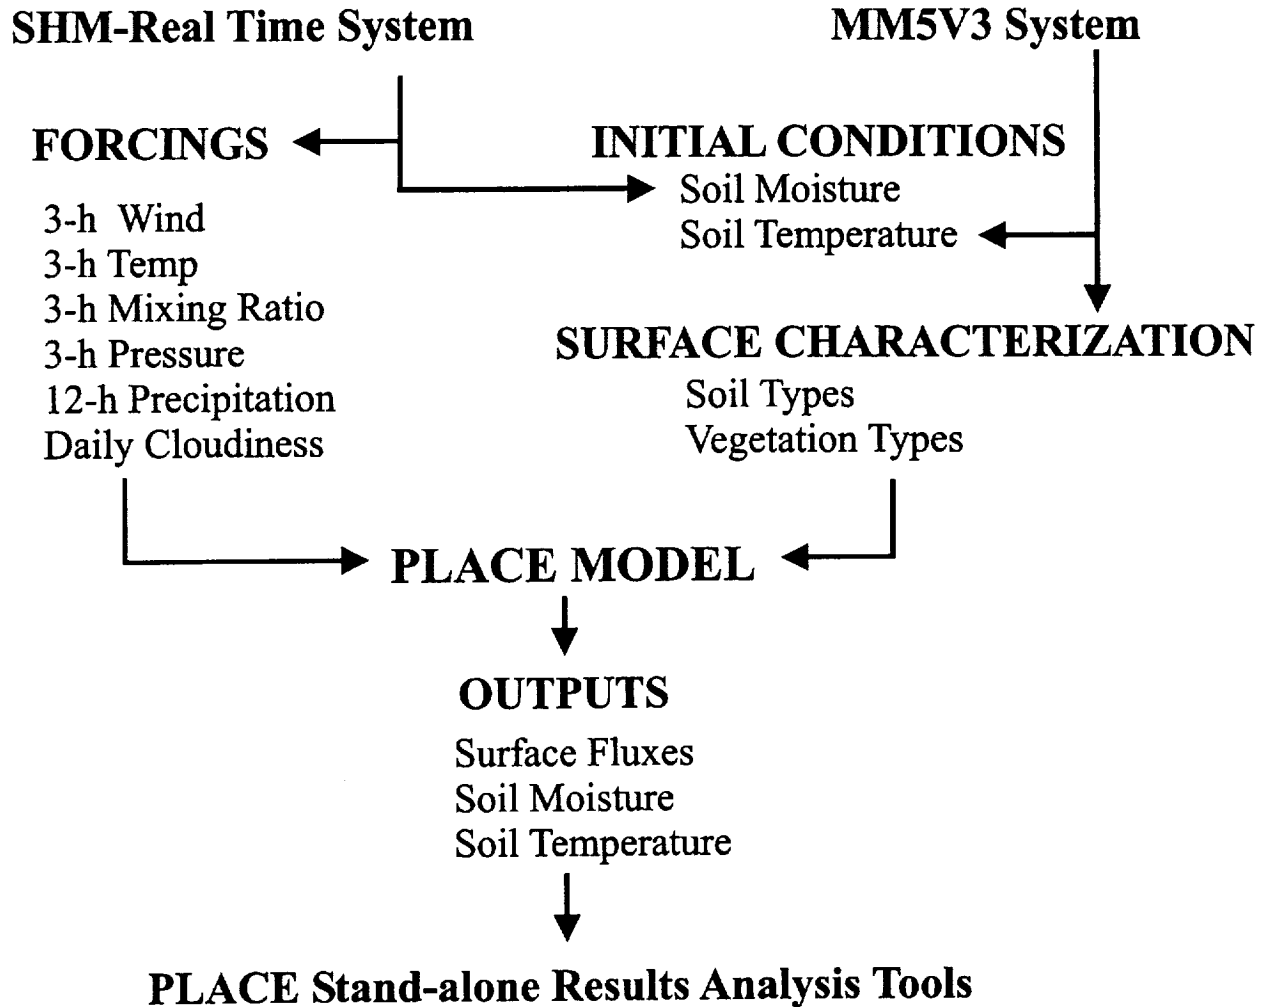 SHM-Real Time System
MM5V3 System
FORCINGS
3-h Wind
3-h Temp
3-h Mixing Ratio
3-h Pressure
12-h Precipitation
Daily Cloudiness
INITIAL CONDITIONS
Soil Moisture
Soil Temperature
SURFACE CHARACTERIZATION
Soil Types
Vegetation Types
PLACE MODEL
OUTPUTS
Surface Fluxes
Soil Moisture
Soil Temperature
PLACE Stand-alone Results Analysis Tools